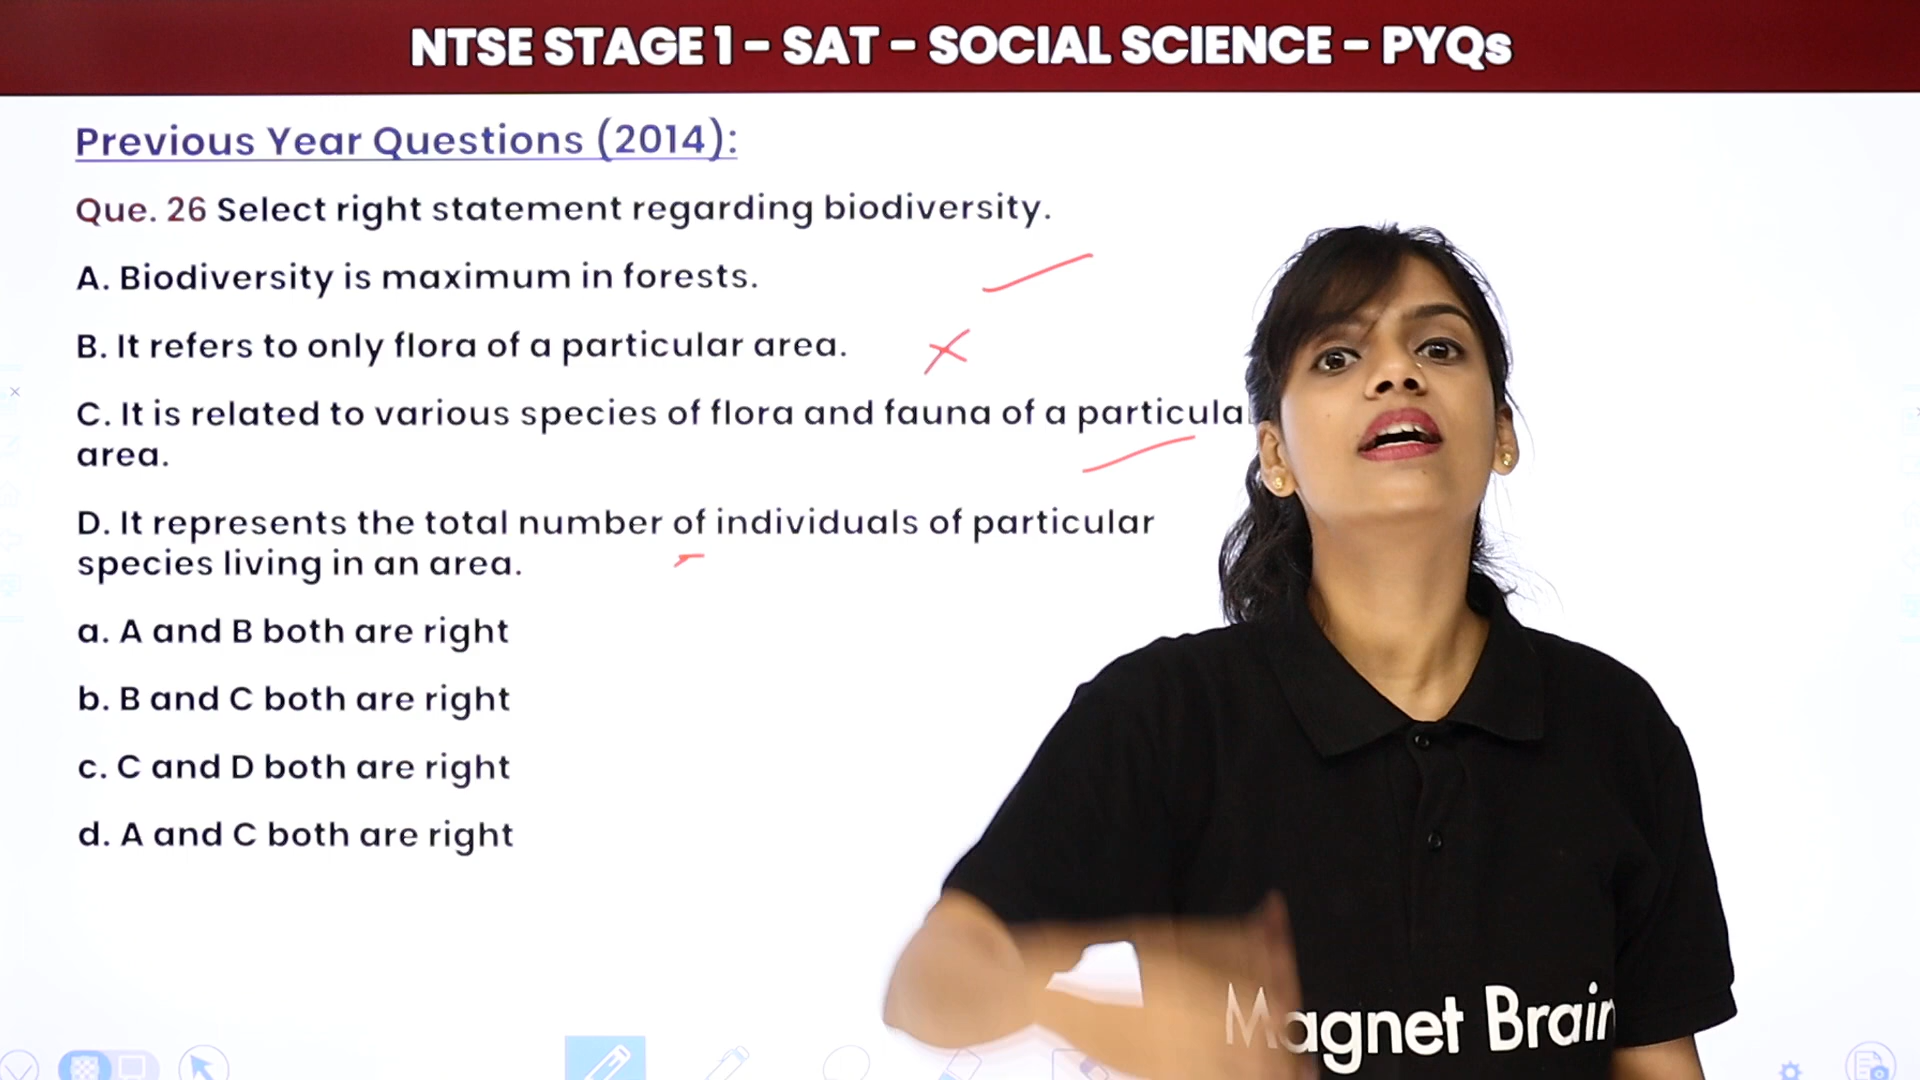 NTSE STAGE 1 - SAT - SOCIAL SCIENCE - PYQs
Previous Year Questions (2014):
Que. 26 Select right statement regarding biodiversity.
A. Biodiversity is maximum in forests.
B. It refers to only flora of a particular area.
C. It is related to various species of flora and fauna of a particular
area.
D. It represents the total number of individuals of particular
species living in an area.
a. A and B both are right
b. B and C both are right
c. C and D both are right
d. A and C both are right
Magnet Brain